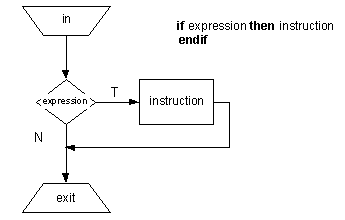 in
if expression then instruction
endif
expression
T
instruction
N
exit